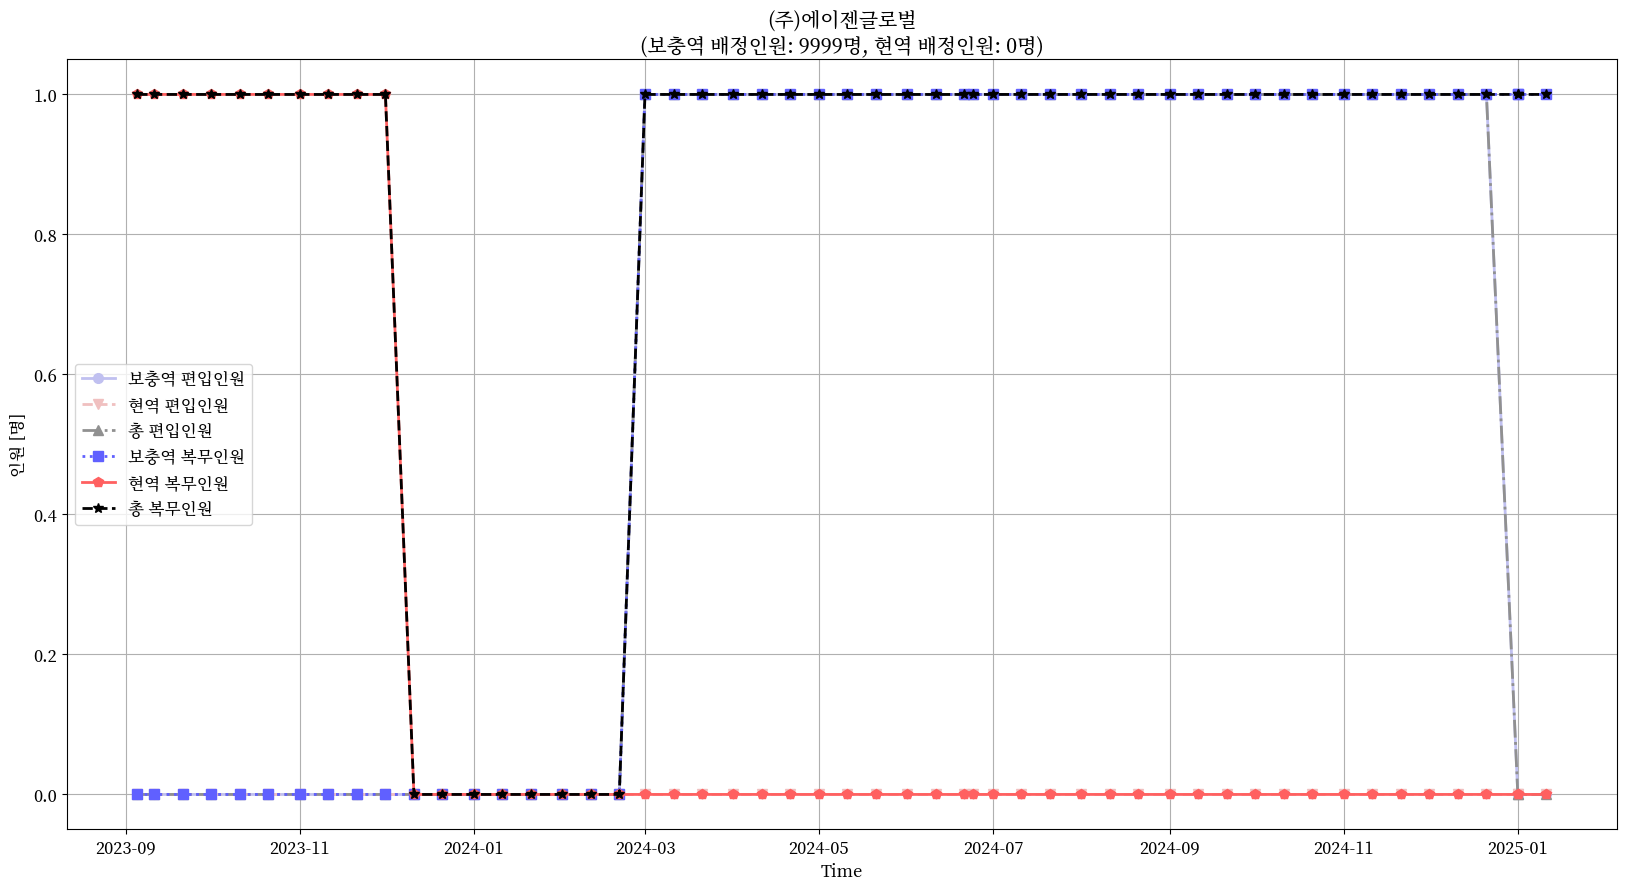 (주)에이젠글로벌
(보충역 배정인원: 9999명, 현역 배정인원: 0명)
1.0
0.8
0.6
0.4
0.2
0.0
인원 [명]
보충역 편입인원
현역 편입인원
총 편입인원
보충역 복무인원
현역 복무인원
총 복무인원
2023-09
2023-11
2024-01
2024-03
2024-05
2024-07
2024-09
2024-11
2025-01
Time